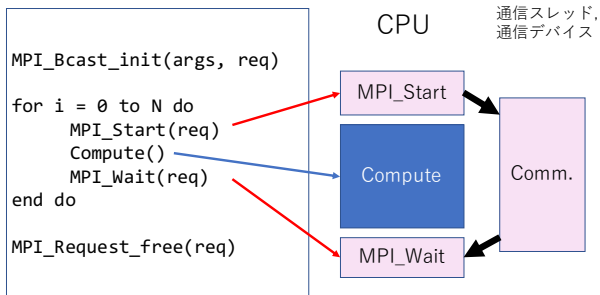 MPI_Bcast_init(args, req)
for i = 0 to N do
MPI_Start(req)
Compute()
MPI_Wait(req)
end do
MPI_Request_free(req)
CPU
通信スレッド,
通信デバイス
MPI_Start
Compute
Comm.
MPI_Wait